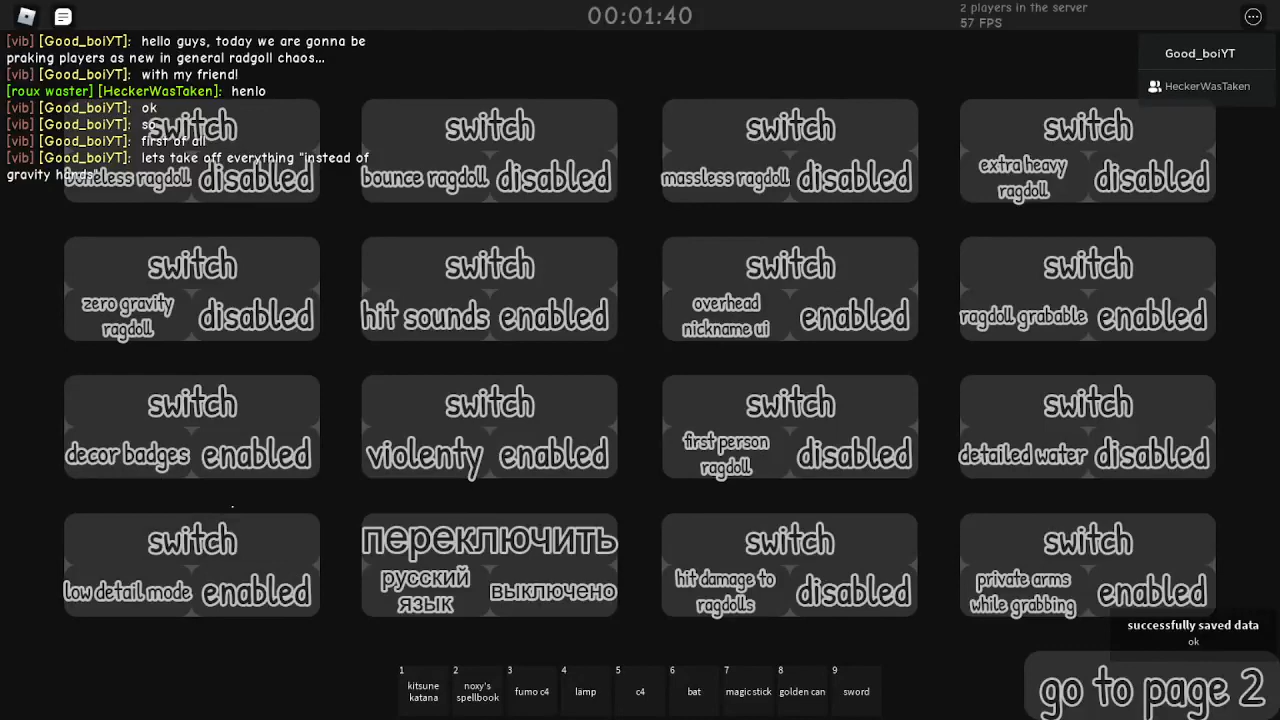 00:01:40
2 players in the server
57 FPS
Good_boiYT
HeckerWasTaken
[vib] [Good_boiYT]: hello guys, today we are gonna be
praking players as new in general radgoll chaos...
[vib] [Good_boiYT]: with my friend!
[roux waster] [HeckerWasTaken]: henlo
[vib] [Good_boiYT]: ok
[vib] [Good_boiYT]: so
[vib] [Good_boiYT]: first of all
[vib] [Good_boiYT]: lets take off everything "instead of
gravity hands"
switch
ragdoll disabled
switch
bounce ragdoll disabled
switch
massless ragdoll disabled
switch
extra heavy
ragdoll
disabled
switch
zero gravity
ragdoll
disabled
switch
hit sounds enabled
switch
overhead
nickname ui
enabled
switch
ragdoll grabable enabled
switch
decor badges enabled
switch
violenty enabled
switch
first person
ragdoll
disabled
switch
detailed water disabled
switch
low detail mode enabled
переключить
русский
язык
выключено
switch
hit damage to
ragdolls
disabled
switch
private arms
while grabbing
enabled
successfully saved data
ok
go to page 2
1
kitsune
katana
2
noxy's
spellbook
3
fumo c4
4
lamp
5
c4
6
bat
7
magic stick
8
golden can
9
sword